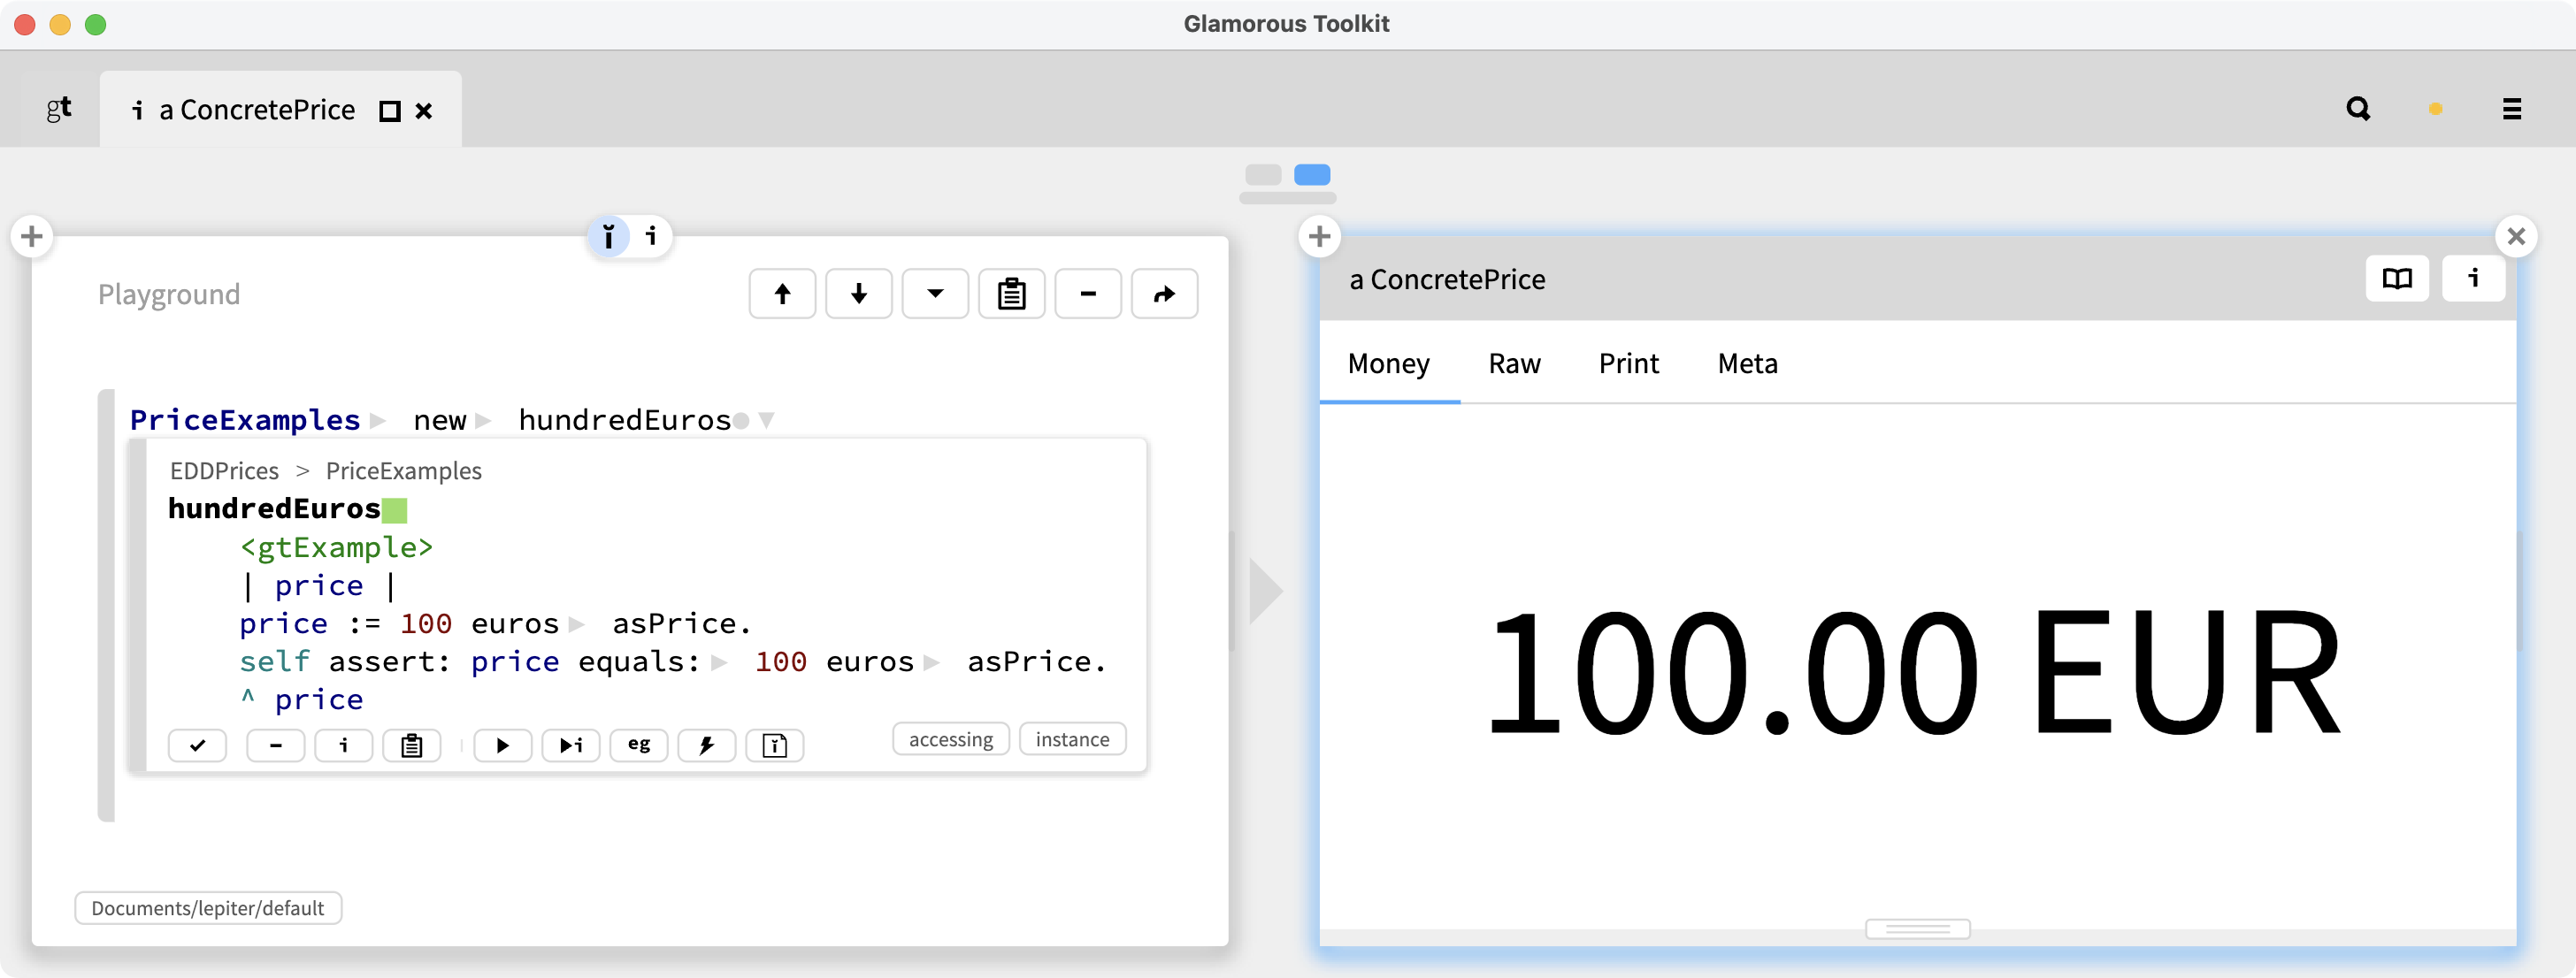 Glamorous Toolkit
gt
i a ConcretePrice
Playground
PriceExamples new hundredEuros
EDDPrices > PriceExamples
hundredEuros
<gtExample>
| price |
price := 100 euros asPrice.
self assert: price equals: 100 euros asPrice.
^ price
i
i
eg
accessing
instance
Documents/lepiter/default
a ConcretePrice
i
Money Raw Print Meta
100.00 EUR